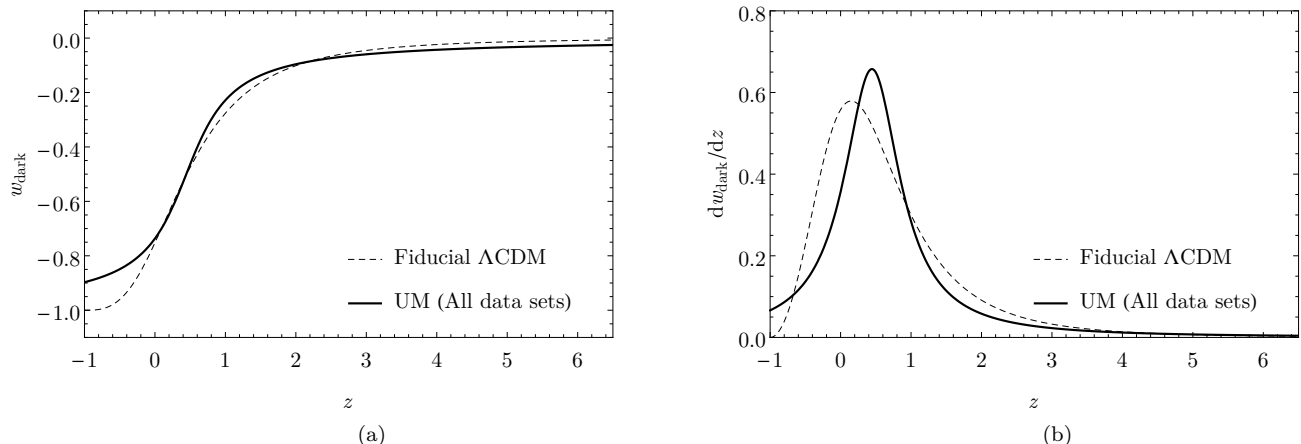 0.0
−0.2
−0.4
−0.6
−0.8
−1.0
w_dark
Fiducial ΛCDM
UM (All data sets)
−1 0 1 2 3 4 5 6
z
(a)
0.8
0.6
0.4
0.2
0.0
dw_dark/dz
Fiducial ΛCDM
UM (All data sets)
−1 0 1 2 3 4 5 6
z
(b)